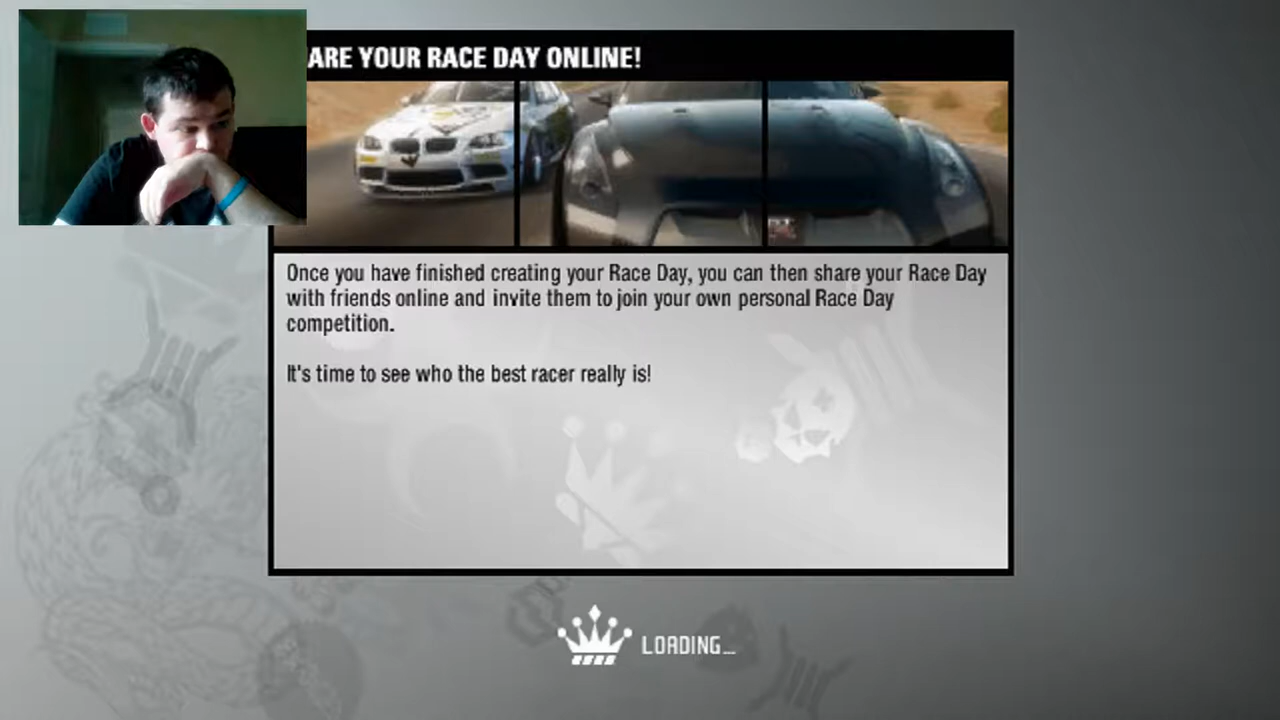 ARE YOUR RACE DAY ONLINE!
Once you have finished creating your Race Day, you can then share your Race Day
with friends online and invite them to join your own personal Race Day
competition.
It's time to see who the best racer really is!
LOADING_